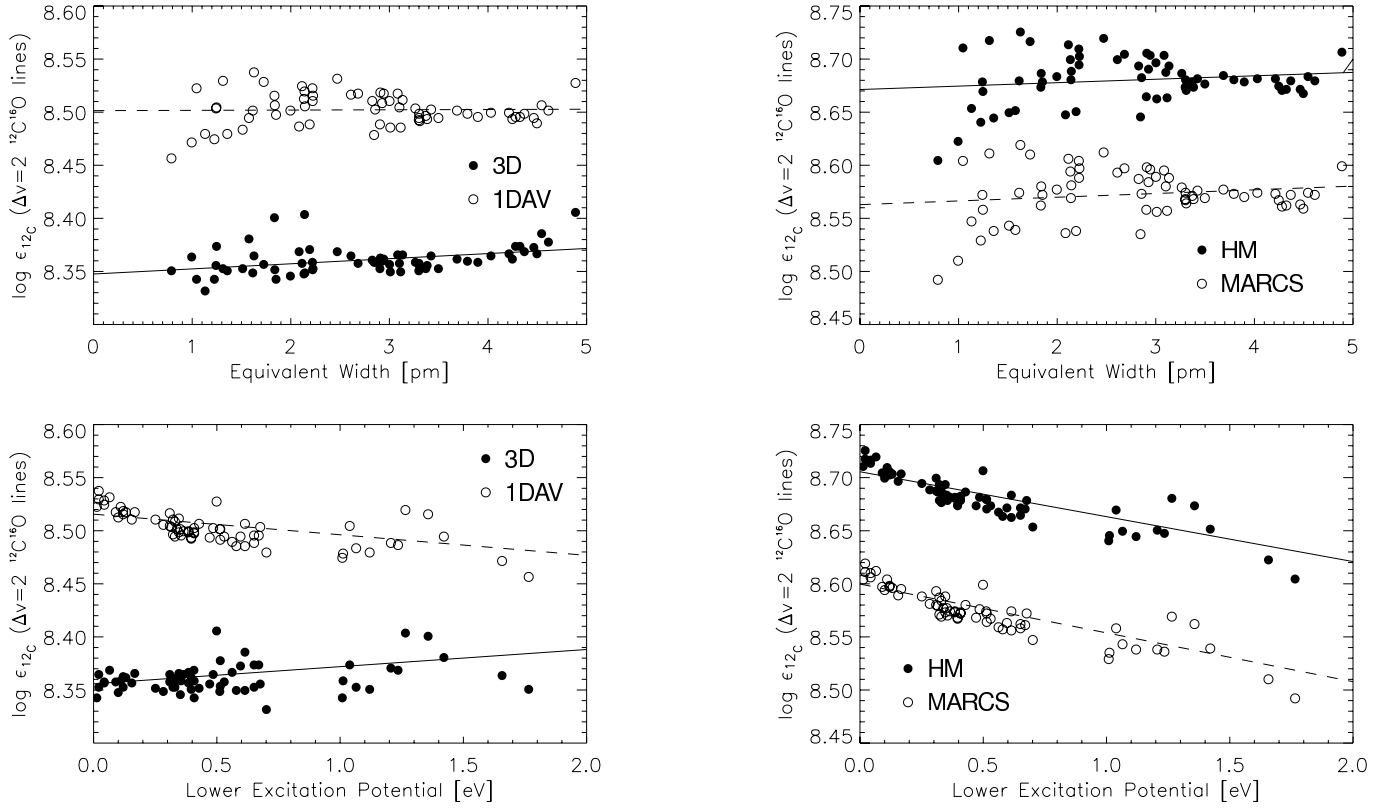 8.60
8.55
8.50
8.45
8.40
8.35
log ϵ₁₂C (Δv=2 ¹²C¹⁶O lines)
3D
1DAV
0 1 2 3 4 5
Equivalent Width [pm]
8.75
8.70
8.65
8.60
8.55
8.50
8.45
log ϵ₁₂C (Δv=2 ¹²C¹⁶O lines)
HM
MARCS
0 1 2 3 4 5
Equivalent Width [pm]
8.60
8.55
8.50
8.45
8.40
8.35
log ϵ₁₂C (Δv=2 ¹²C¹⁶O lines)
3D
1DAV
0.0 0.5 1.0 1.5 2.0
Lower Excitation Potential [eV]
8.75
8.70
8.65
8.60
8.55
8.50
8.45
log ϵ₁₂C (Δv=2 ¹²C¹⁶O lines)
HM
MARCS
0.0 0.5 1.0 1.5 2.0
Lower Excitation Potential [eV]